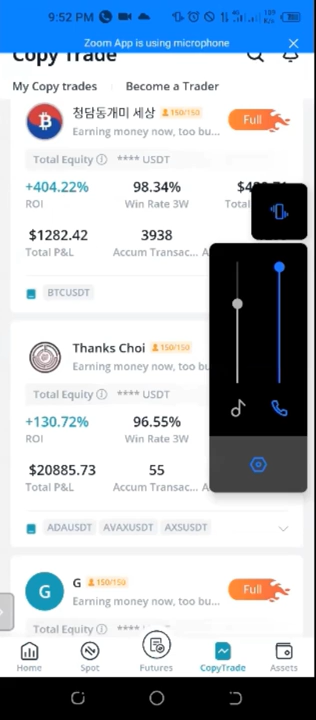 9:52 PM
Zoom App is using microphone
Copy Trade
My Copy trades Become a Trader
청담동개미 세상 150/150
Full
Earning money now, too bu...
Total Equity **** USDT
+404.22% 98.34%
ROI Win Rate 3W Total
$1282.42 3938
Total P&L Accum Transac...
BTCUSDT
Thanks Choi 150/150
Earning money now, too bu
Total Equity **** USDT
+130.72% 96.55%
ROI Win Rate 3W
$20885.73 55
Total P&L Accum Transac...
ADAUSDT AVAXUSDT AXSUSDT
G 150/150
Full
Earning money now, too bu...
Total Equity **** USDT
Home Spot Futures CopyTrade Assets